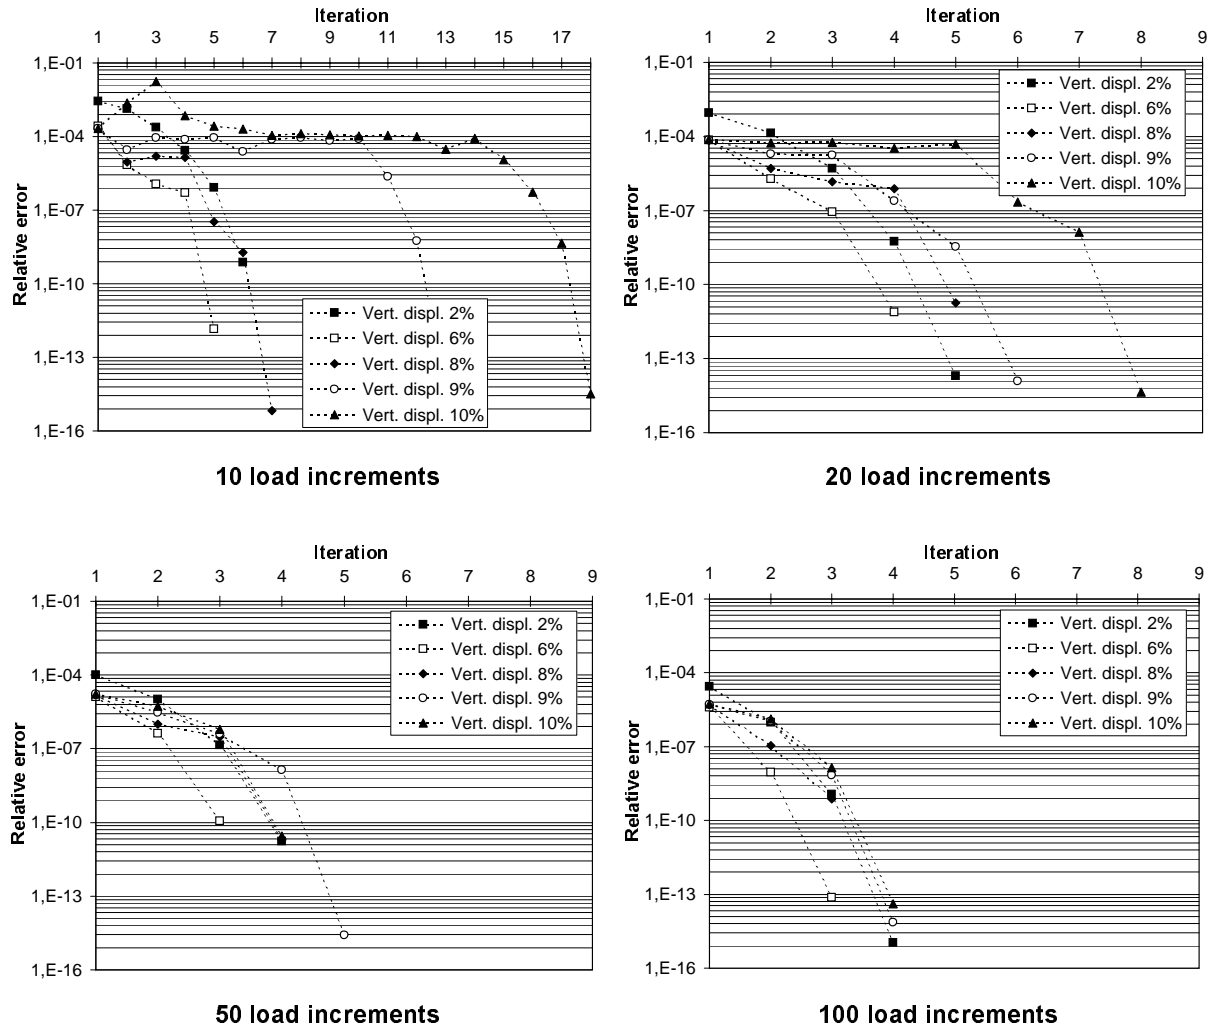 Iteration
1 3 5 7 9 11 13 15 17
1,E-01
1,E-04
1,E-07
1,E-10
1,E-13
1,E-16
Relative error
Vert. displ. 2%
Vert. displ. 6%
Vert. displ. 8%
Vert. displ. 9%
Vert. displ. 10%
10 load increments
Iteration
1 2 3 4 5 6 7 8 9
1,E-01
1,E-04
1,E-07
1,E-10
1,E-13
1,E-16
Relative error
Vert. displ. 2%
Vert. displ. 6%
Vert. displ. 8%
Vert. displ. 9%
Vert. displ. 10%
20 load increments
Iteration
1 2 3 4 5 6 7 8 9
1,E-01
1,E-04
1,E-07
1,E-10
1,E-13
1,E-16
Relative error
Vert. displ. 2%
Vert. displ. 6%
Vert. displ. 8%
Vert. displ. 9%
Vert. displ. 10%
50 load increments
Iteration
1 2 3 4 5 6 7 8 9
1,E-01
1,E-04
1,E-07
1,E-10
1,E-13
1,E-16
Relative error
Vert. displ. 2%
Vert. displ. 6%
Vert. displ. 8%
Vert. displ. 9%
Vert. displ. 10%
100 load increments